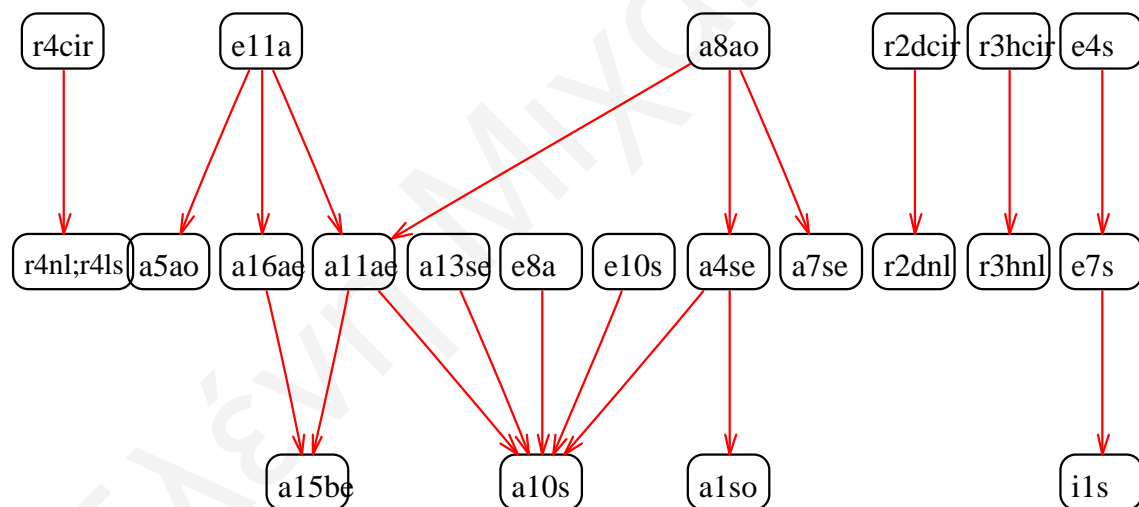 r4cir e11a a8ao r2dcir r3hcir e4s
r4nl;r4ls a5ao a16ae a11ae a13se e8a e10s a4se a7se r2dnl r3hnl e7s
a15be a10s a1so i1s